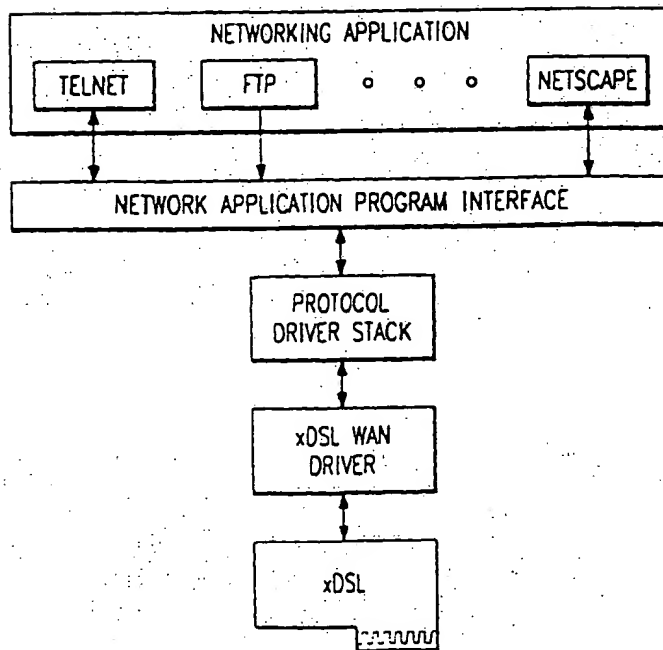 NETWORKING APPLICATION
TELNET
FTP
NETSCAPE
NETWORK APPLICATION PROGRAM INTERFACE
PROTOCOL
DRIVER STACK
xDSL WAN
DRIVER
xDSL